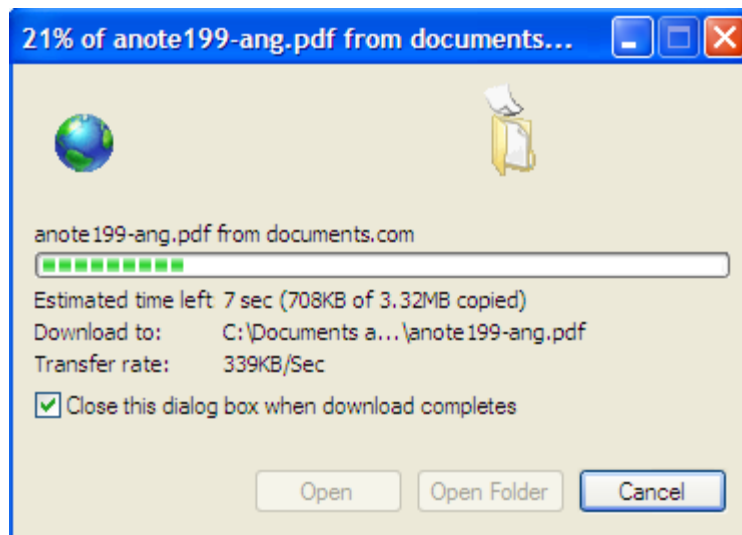 21% of anote199-ang.pdf from documents...
anote199-ang.pdf from documents.com
Estimated time left 7 sec (708KB of 3.32MB copied)
Download to: C:\Documents a...\anote199-ang.pdf
Transfer rate: 339KB/Sec
Close this dialog box when download completes
Open Open Folder Cancel